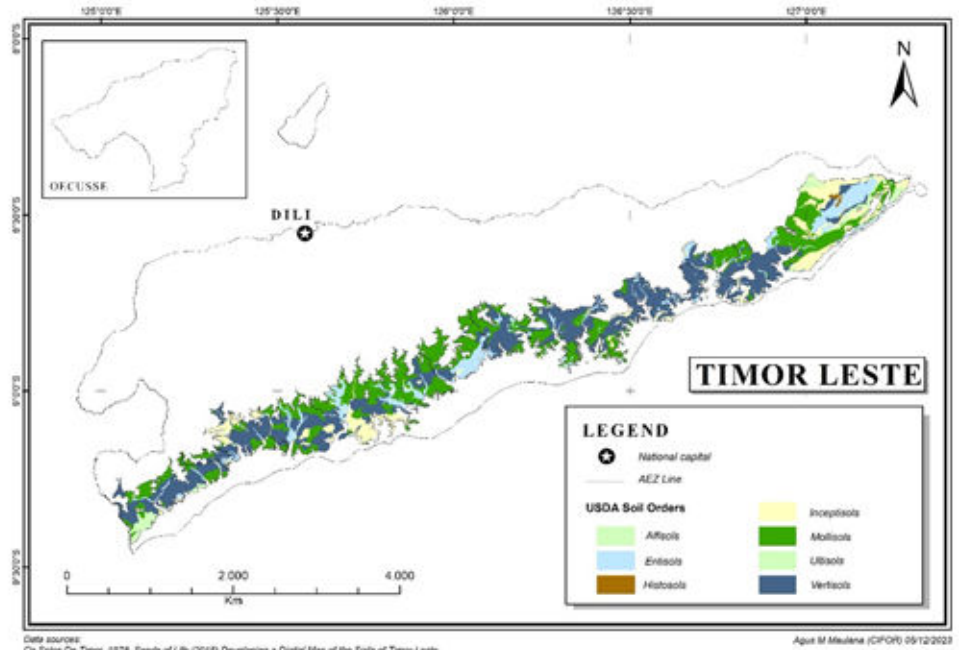 125°0'0"E 125°30'0"E 126°0'0"E 126°30'0"E 127°0'0"E
N
OECUSSE
DILI
TIMOR LESTE
LEGEND
National capital
AEZ Line
USDA Soil Orders
Alfisols
Entisols
Histosols
Inceptisols
Mollisols
Ultisols
Vertisols
0 2 000 4 000
Km
Data sources:
Agus M Maulana (CIFOR) 05/12/2023